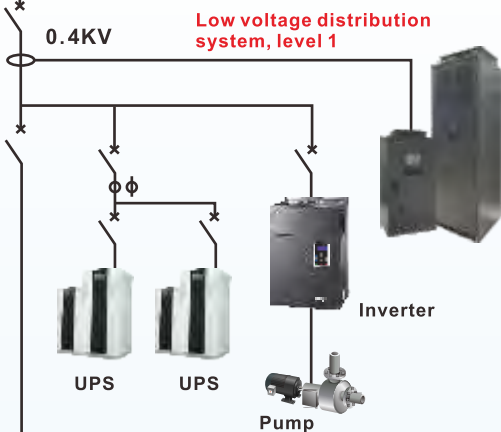 Low voltage distribution
system, level 1
0.4KV
Inverter
UPS
UPS
Pump